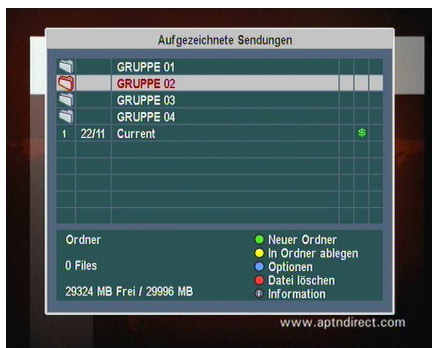 Aufgezeichnete Sendungen
GRUPPE 01
GRUPPE 02
GRUPPE 03
GRUPPE 04
1 22/11 Current $
Ordner
0 Files
29324 MB Frei / 29996 MB
Neuer Ordner
In Ordner ablegen
Optionen
Datei löschen
Information
www.aptndirect.com